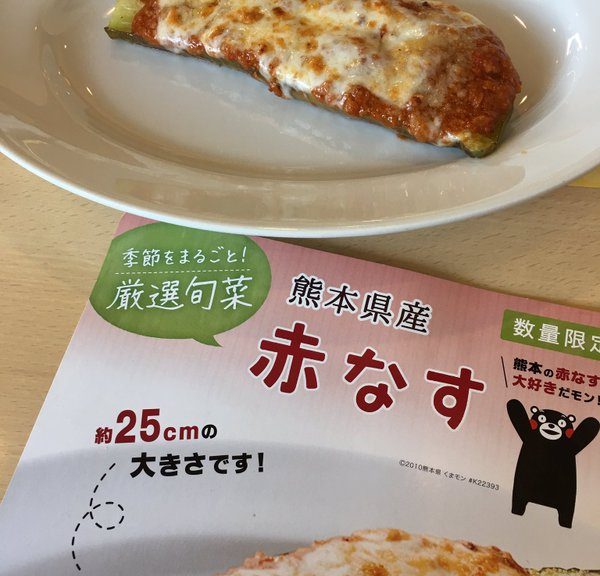 季節をまるごと!
厳選旬菜
熊本県産
赤なす
数量限定
熊本の赤なす
大好きだモン!
約25cmの
大きさです!
©2010熊本県 くまモン #K22393